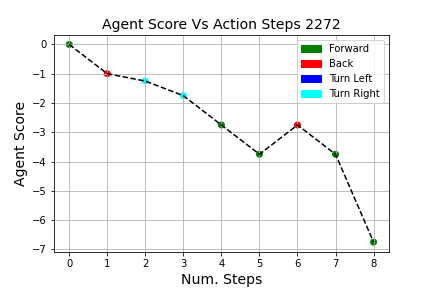 Agent Score Vs Action Steps 2272
Forward
Back
Turn Left
Turn Right
Agent Score
0
−1
−2
−3
−4
−5
−6
−7
0 1 2 3 4 5 6 7 8
Num. Steps